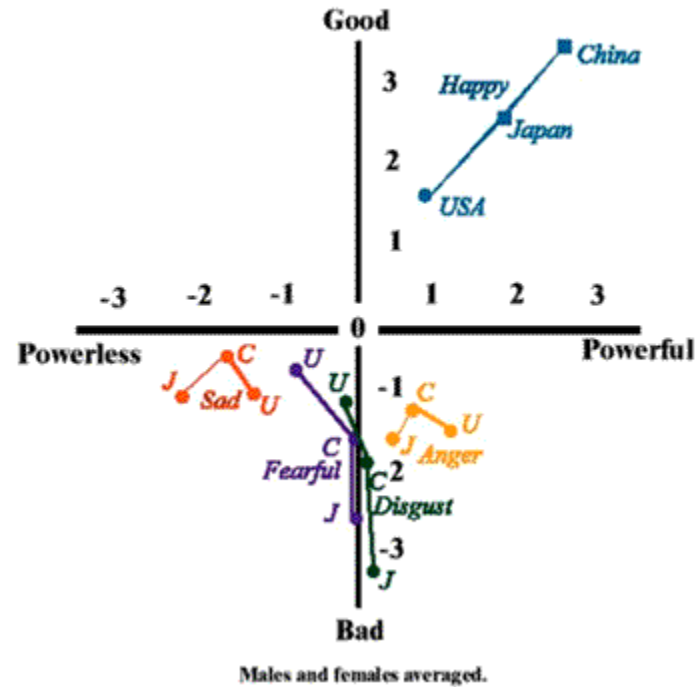 Good
China
3
Happy
Japan
2
USA
1
-3 -2 -1 1 2 3
0
Powerless Powerful
C U
J U -1 C
Sad U U
J Anger
C
Fearful 2
C
J Disgust
-3
J
Bad
Males and females averaged.